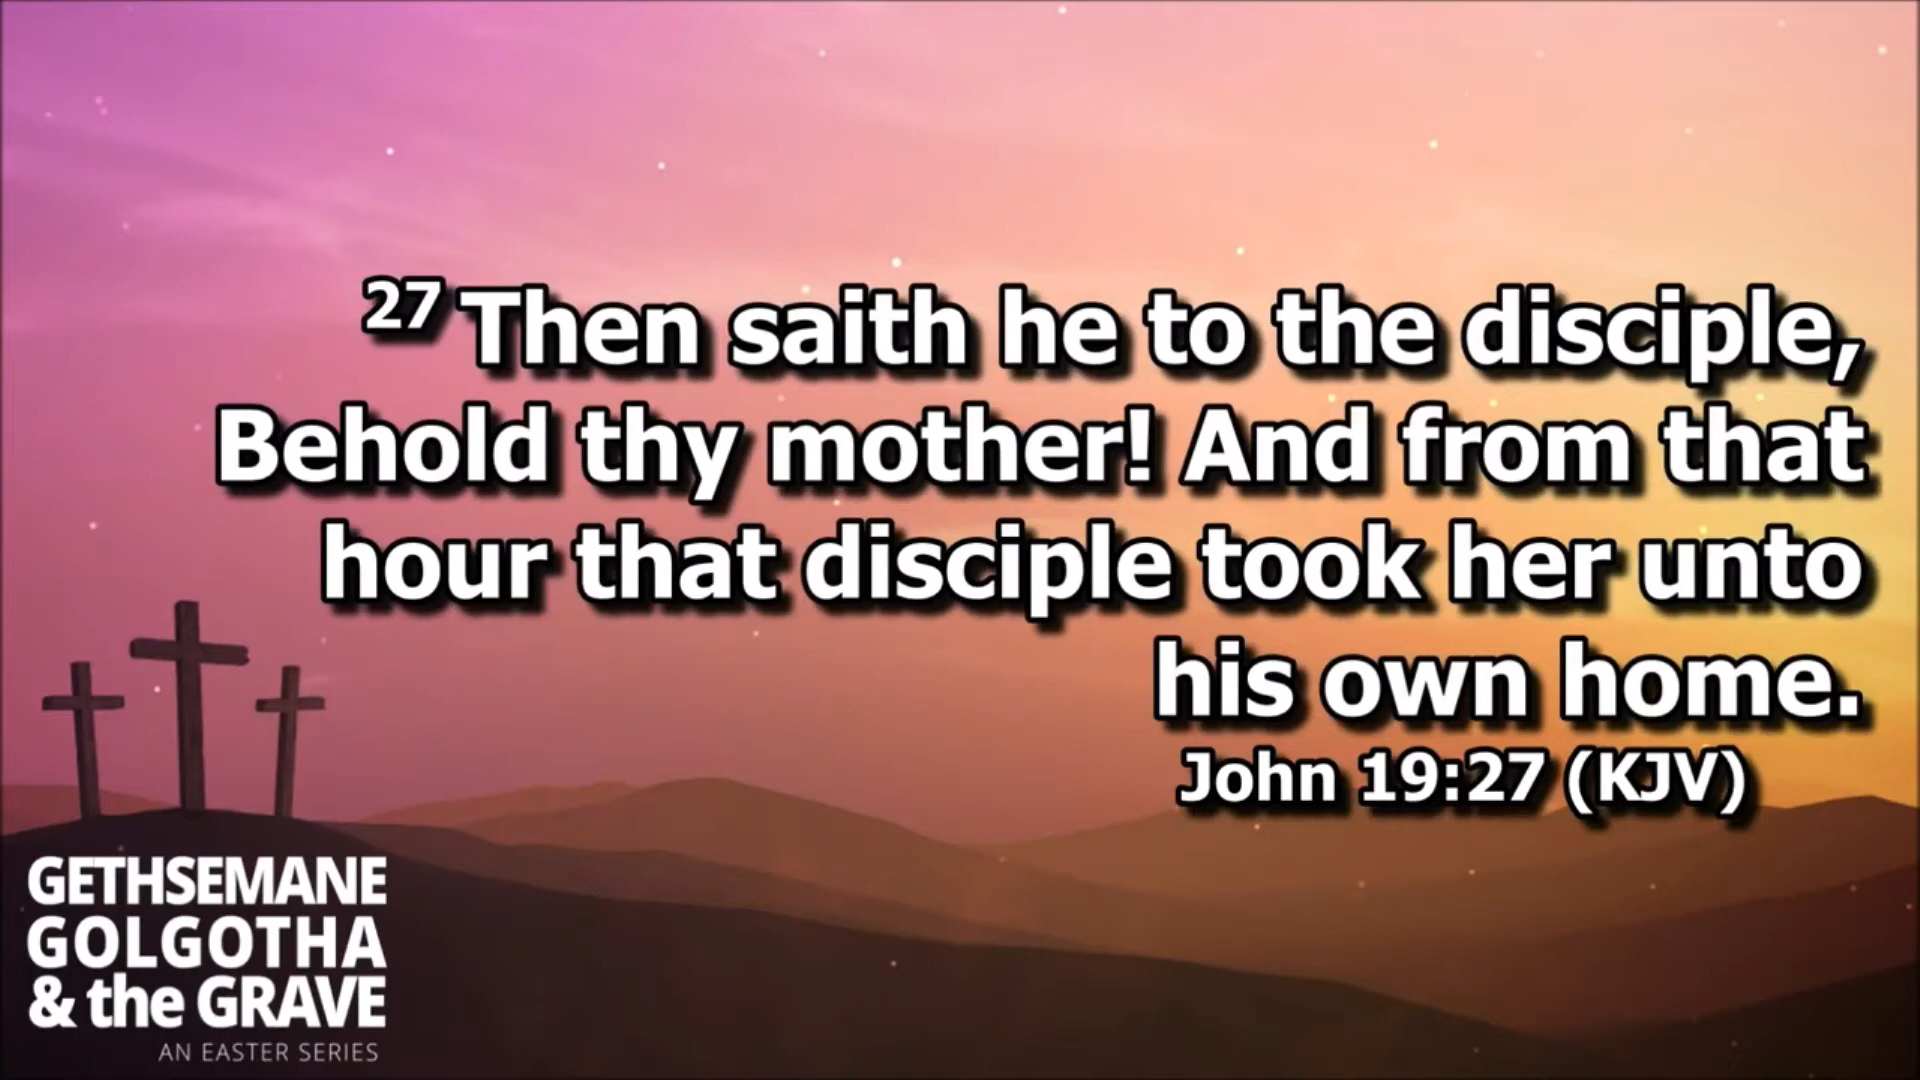 27 Then saith he to the disciple,
Behold thy mother! And from that
hour that disciple took her unto
his own home.
John 19:27 (KJV)
GETHSEMANE
GOLGOTHA
& the GRAVE
AN EASTER SERIES